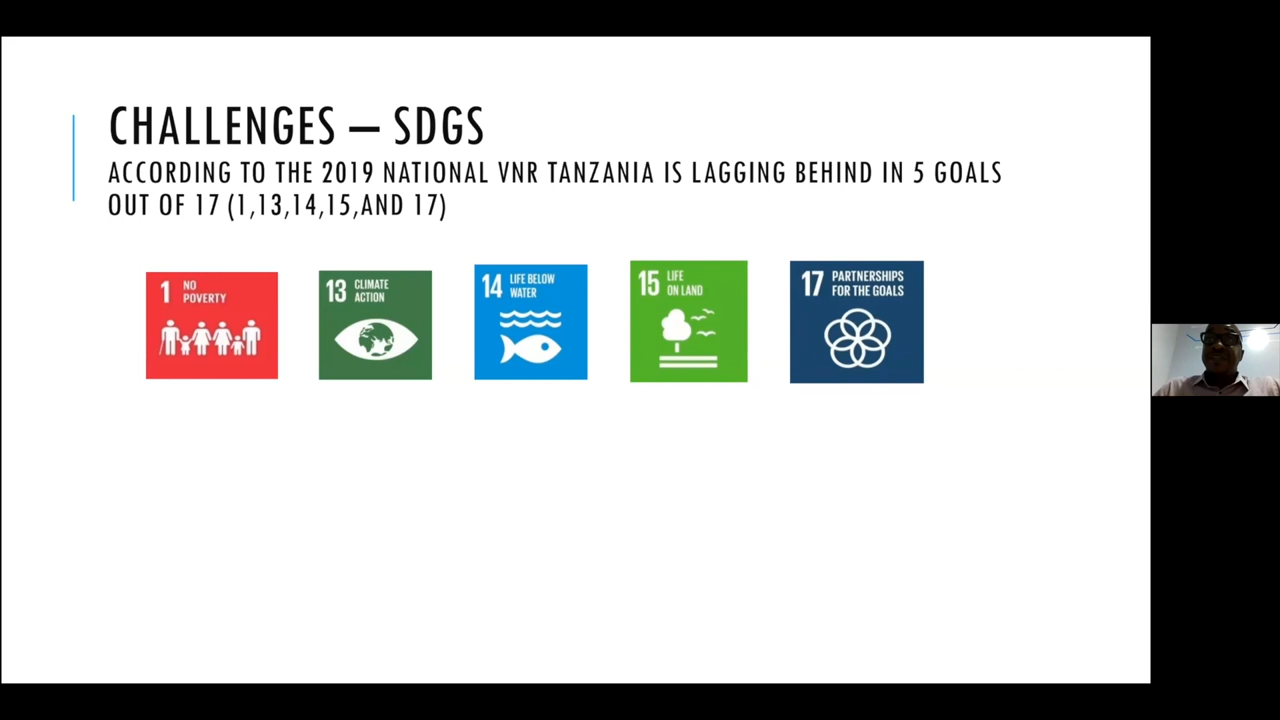 CHALLENGES – SDGS
ACCORDING TO THE 2019 NATIONAL VNR TANZANIA IS LAGGING BEHIND IN 5 GOALS
OUT OF 17 (1,13,14,15,AND 17)
1 NO
POVERTY
13 CLIMATE
ACTION
14 LIFE BELOW
WATER
15 LIFE
ON LAND
17 PARTNERSHIPS
FOR THE GOALS